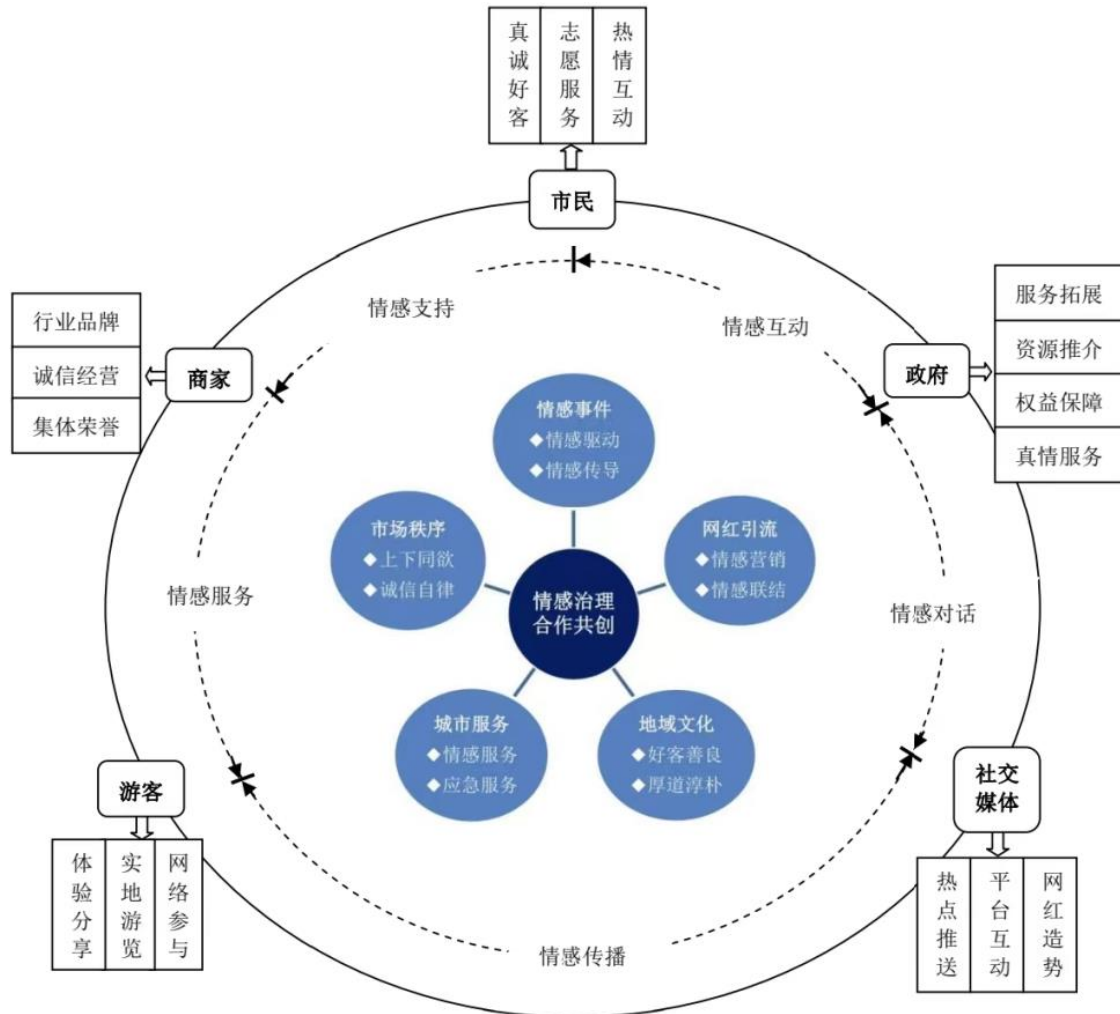 真诚好客
志愿服务
热情互动
市民
情感支持
情感互动
行业品牌
诚信经营
集体荣誉
商家
政府
服务拓展
资源推介
权益保障
真情服务
情感事件
◆情感驱动
◆情感传导
市场秩序
◆上下同欲
◆诚信自律
网红引流
◆情感营销
◆情感联结
情感治理
合作共创
情感服务
情感对话
城市服务
◆情感服务
◆应急服务
地域文化
◆好客善良
◆厚道淳朴
游客
体验分享
实地游览
网络参与
社交
媒体
热点推送
平台互动
网红造势
情感传播